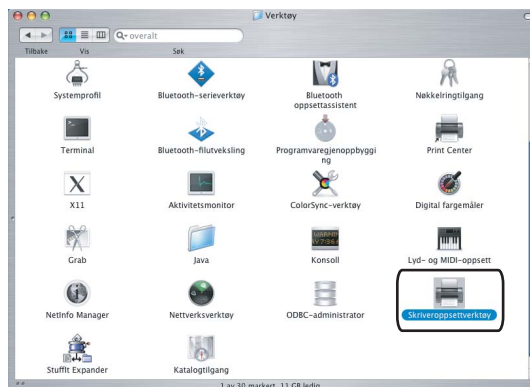 Verktøy
Q- overalt
Tilbake Vis Søk
Systemprofil Bluetooth-serieverktøy Bluetooth oppsettassistent Nøkkelringtilgang
Terminal Bluetooth-filutveksling Programvaregjenoppbyggi
ng
Print Center
X11 Aktivitetsmonitor ColorSync-verktøy Digital fargemåler
Grab Java Konsoll Lyd- og MIDI-oppsett
NetInfo Manager Nettverksverktøy ODBC-administrator Skriveroppsettverktøy
StuffIt Expander Katalogtilgang
1 av 30 markert, 11 GB ledig